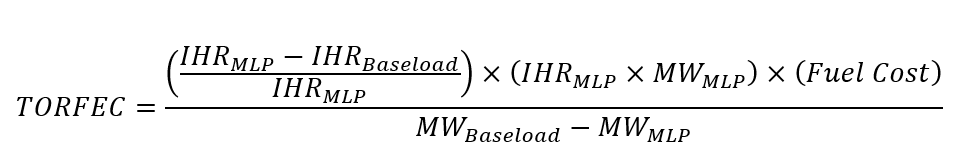 TORFEC = ((IHR_MLP − IHR_Baseload)/IHR_MLP) × (IHR_MLP × MW_MLP) × (Fuel Cost) / (MW_Baseload − MW_MLP)